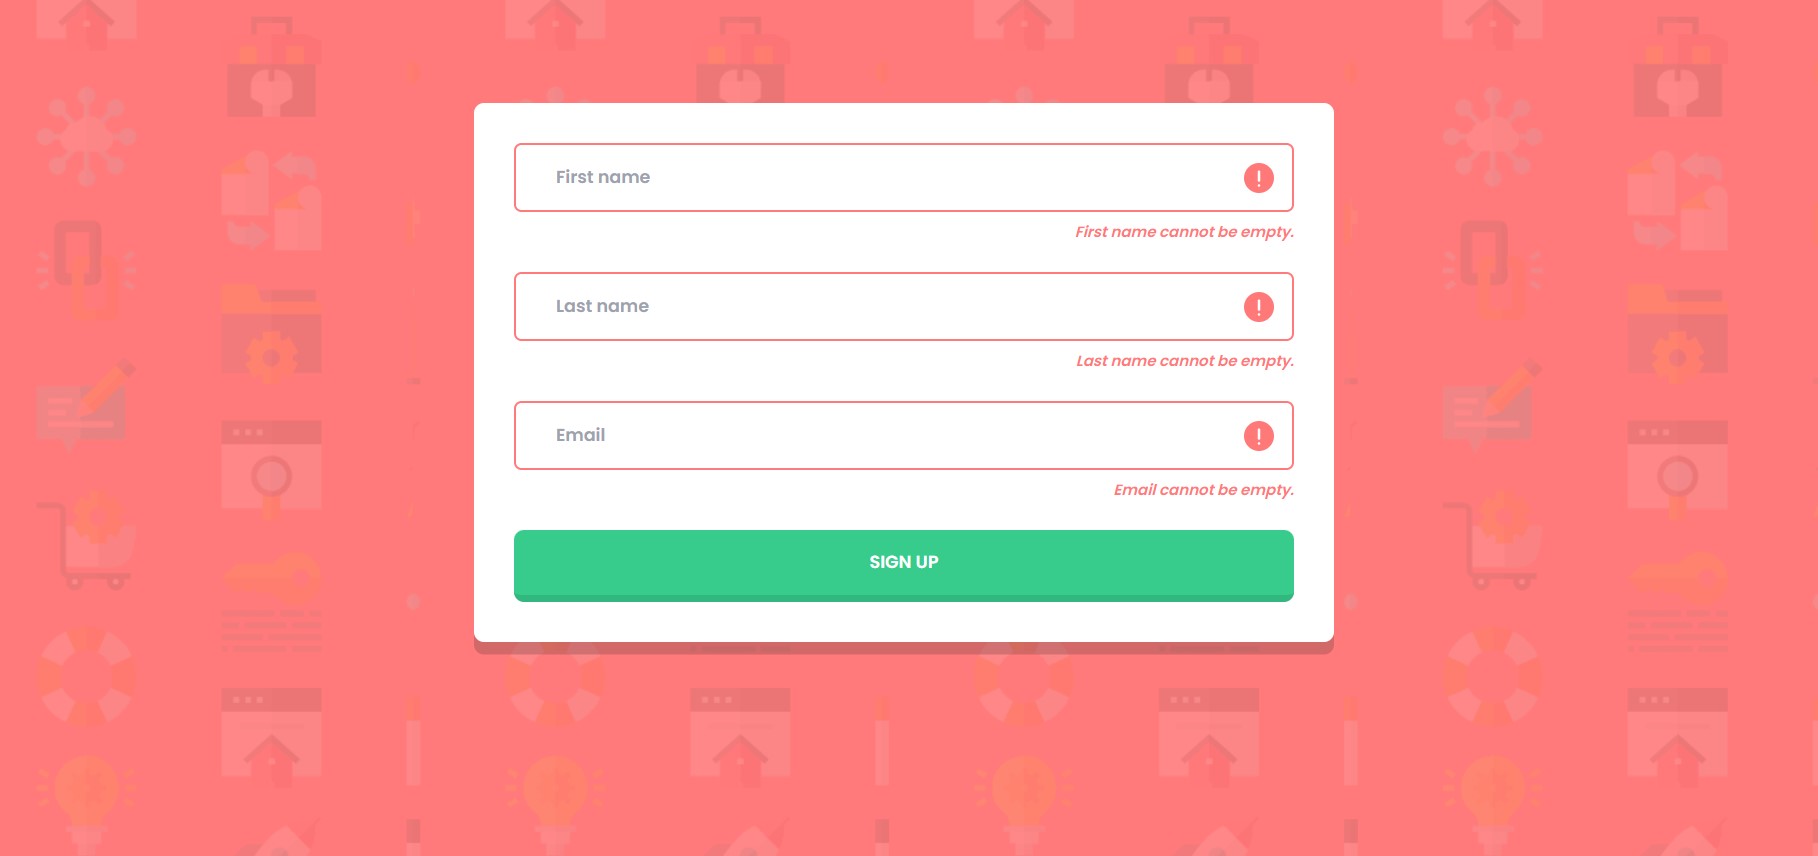 First name
First name cannot be empty.
Last name
Last name cannot be empty.
Email
Email cannot be empty.
SIGN UP